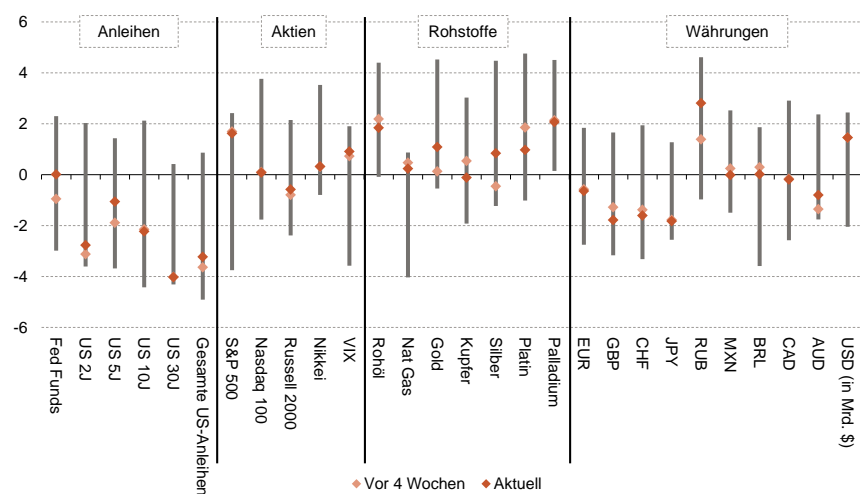 Anleihen
Aktien
Rohstoffe
Währungen
6
4
2
0
-2
-4
-6
Fed Funds
US 2J
US 5J
US 10J
US 30J
Gesamte US-Anleihen
S&P 500
Nasdaq 100
Russell 2000
Nikkei
VIX
Rohöl
Nat Gas
Gold
Kupfer
Silber
Platin
Palladium
EUR
GBP
CHF
JPY
RUB
MXN
BRL
CAD
AUD
USD (in Mrd. $)
Vor 4 Wochen
Aktuell